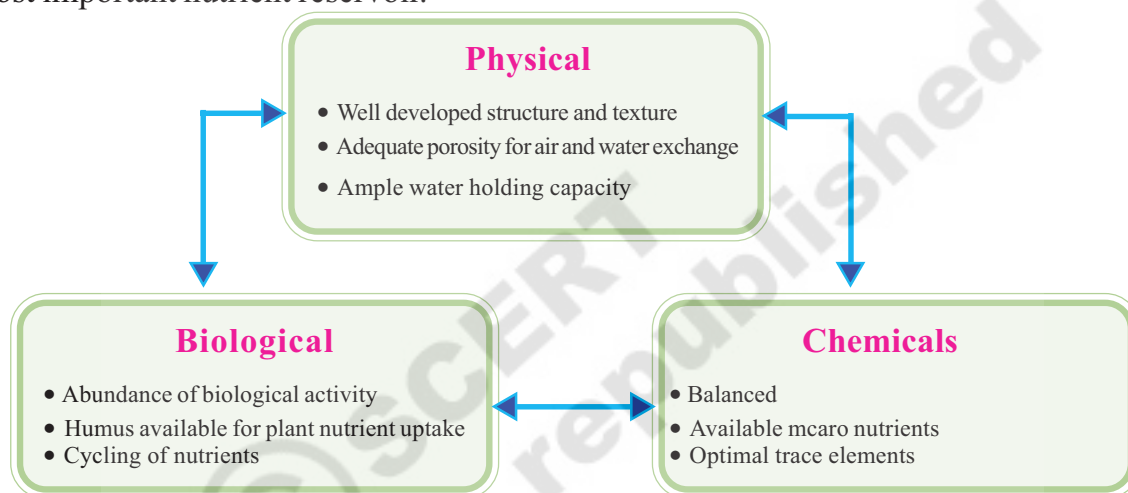 ost important nutrient reservoir.
Physical
• Well developed structure and texture
• Adequate porosity for air and water exchange
• Ample water holding capacity
Biological
• Abundance of biological activity
• Humus available for plant nutrient uptake
• Cycling of nutrients
Chemicals
• Balanced
• Available mcaro nutrients
• Optimal trace elements
© SCERT
republished